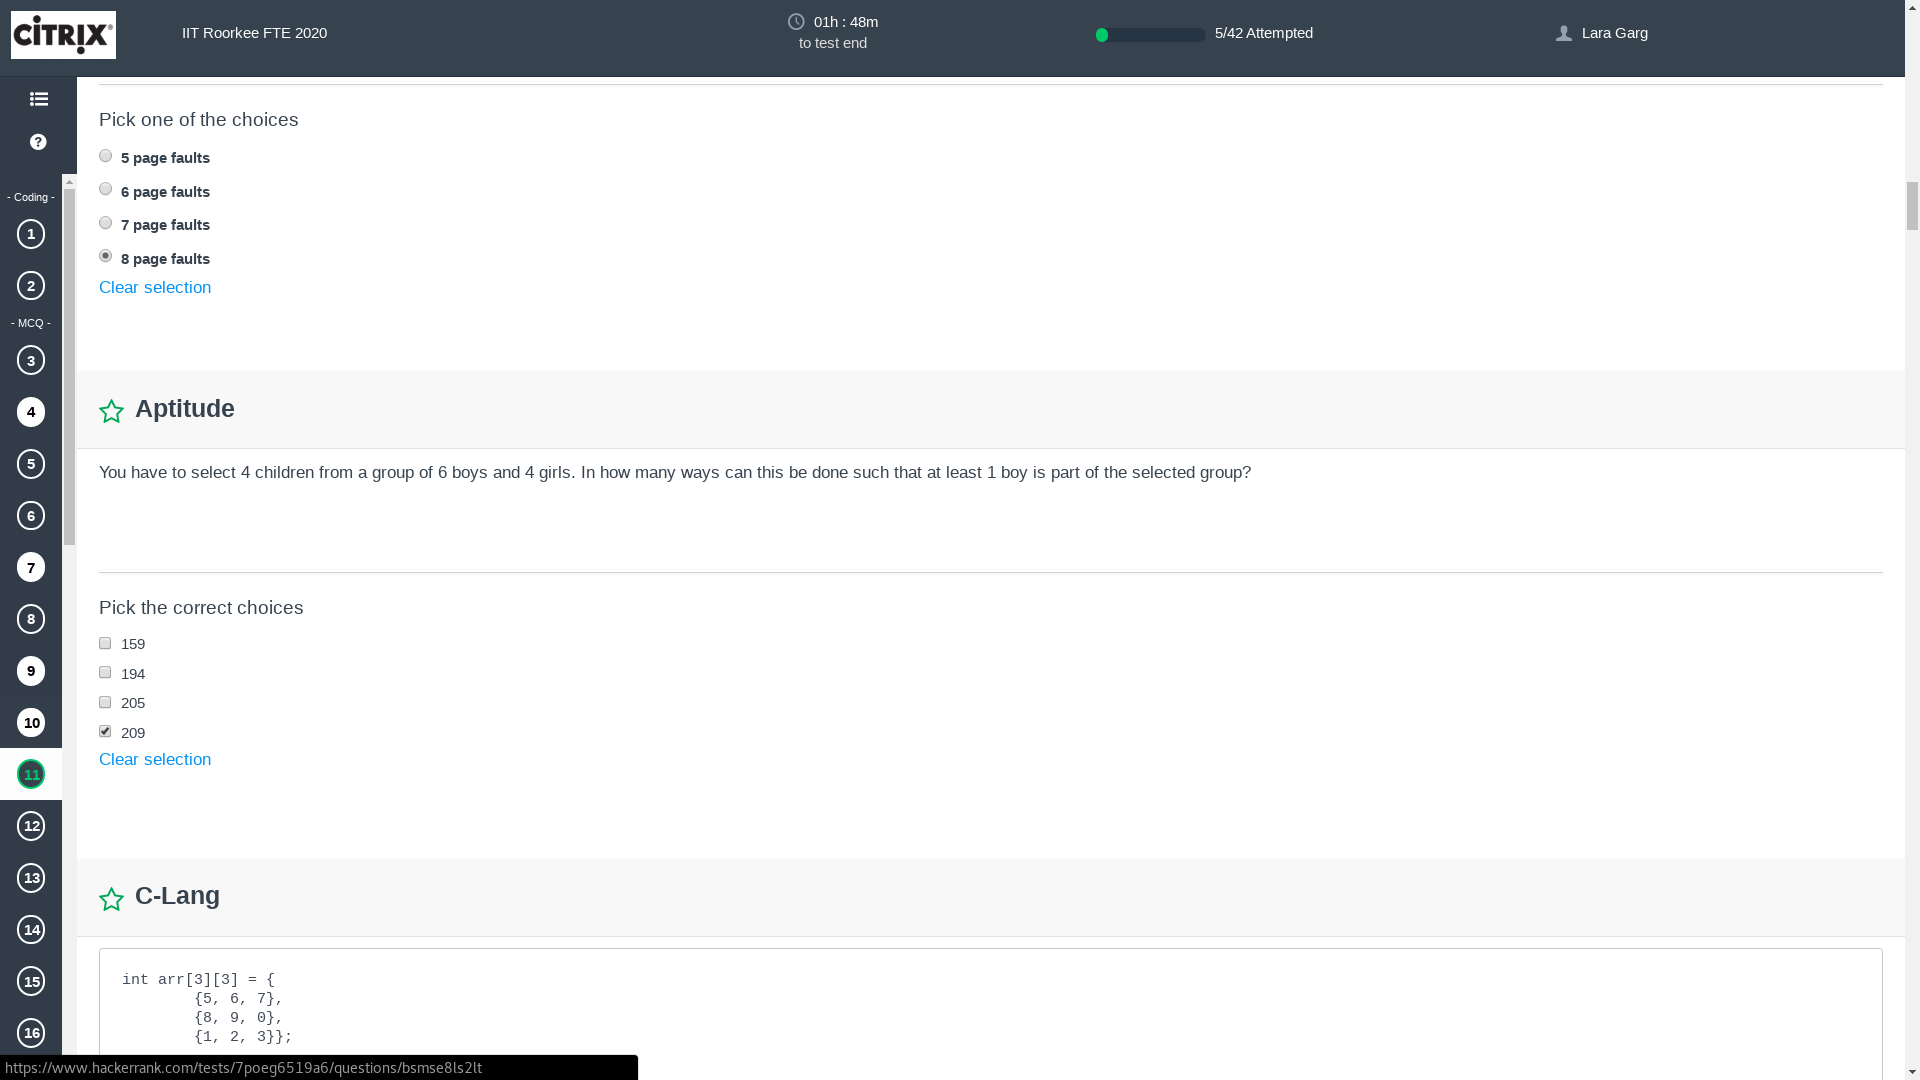 CiTRIX®
IIT Roorkee FTE 2020
01h : 48m
to test end
5/42 Attempted
Lara Garg
- Coding -
1
2
- MCQ -
3
4
5
6
7
8
9
10
11
12
13
14
15
16
Pick one of the choices
5 page faults
6 page faults
7 page faults
8 page faults
Clear selection
Aptitude
You have to select 4 children from a group of 6 boys and 4 girls. In how many ways can this be done such that at least 1 boy is part of the selected group?
Pick the correct choices
159
194
205
209
Clear selection
C-Lang
int arr[3][3] = {
{5, 6, 7},
{8, 9, 0},
{1, 2, 3}};
https://www.hackerrank.com/tests/7poeg6519a6/questions/bsmse8ls2lt